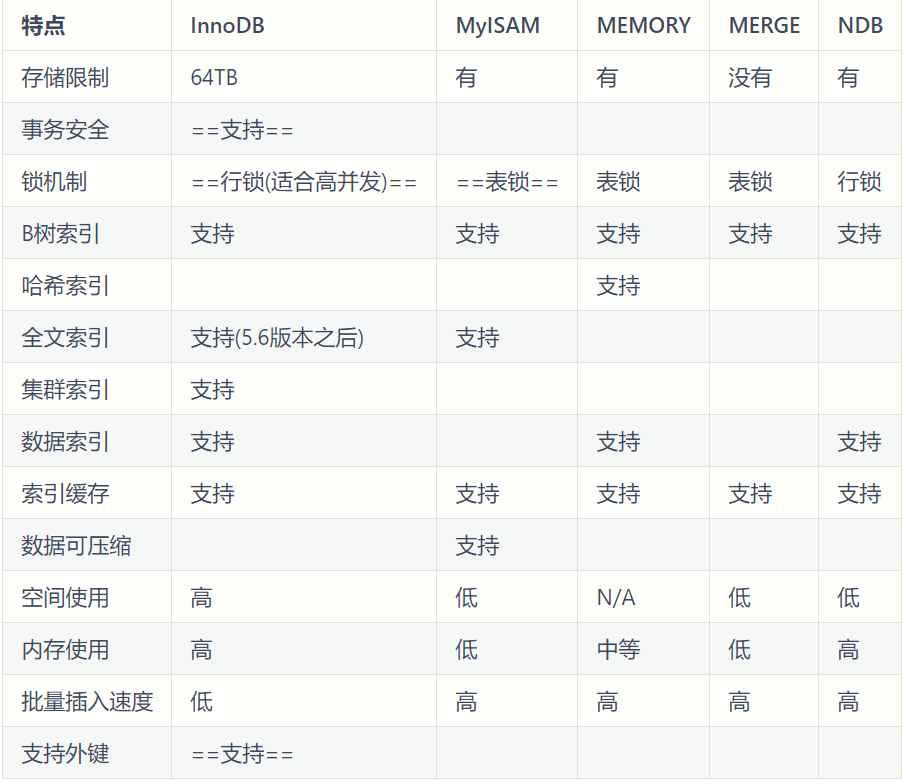 特点 InnoDB MyISAM MEMORY MERGE NDB
存储限制 64TB 有 有 没有 有
事务安全 ==支持==
锁机制 ==行锁(适合高并发)== ==表锁== 表锁 表锁 行锁
B树索引 支持 支持 支持 支持 支持
哈希索引 支持
全文索引 支持(5.6版本之后) 支持
集群索引 支持
数据索引 支持 支持 支持
索引缓存 支持 支持 支持 支持 支持
数据可压缩 支持
空间使用 高 低 N/A 低 低
内存使用 高 低 中等 低 高
批量插入速度 低 高 高 高 高
支持外键 ==支持==